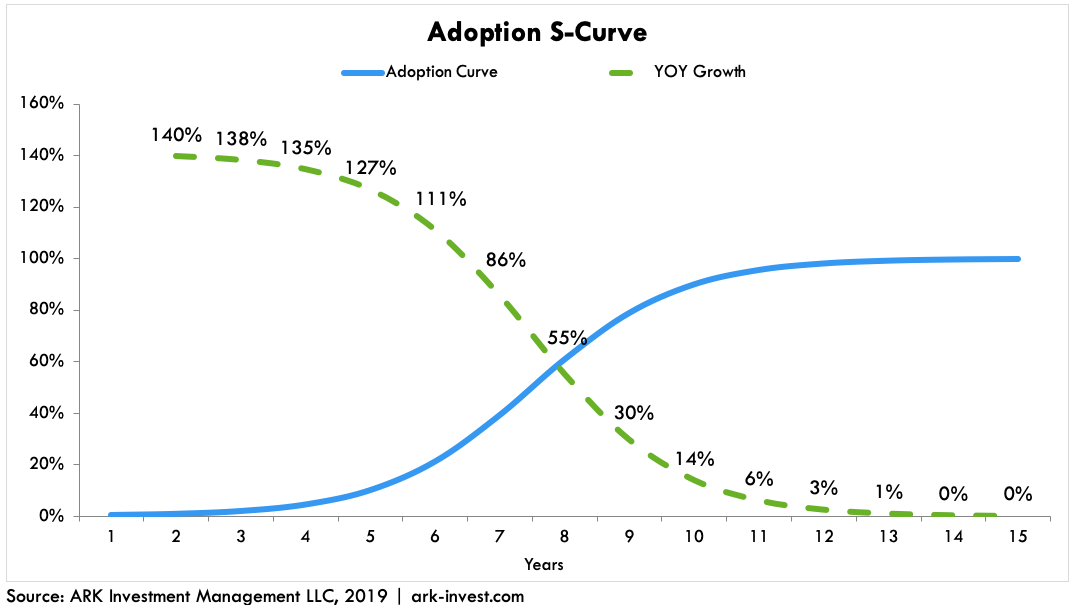 Adoption S-Curve
Adoption Curve YOY Growth
160%
140%
120%
100%
80%
60%
40%
20%
0%
140% 138% 135% 127% 111% 86% 55% 30% 14% 6% 3% 1% 0% 0%
1 2 3 4 5 6 7 8 9 10 11 12 13 14 15
Years
Source: ARK Investment Management LLC, 2019 | ark-invest.com